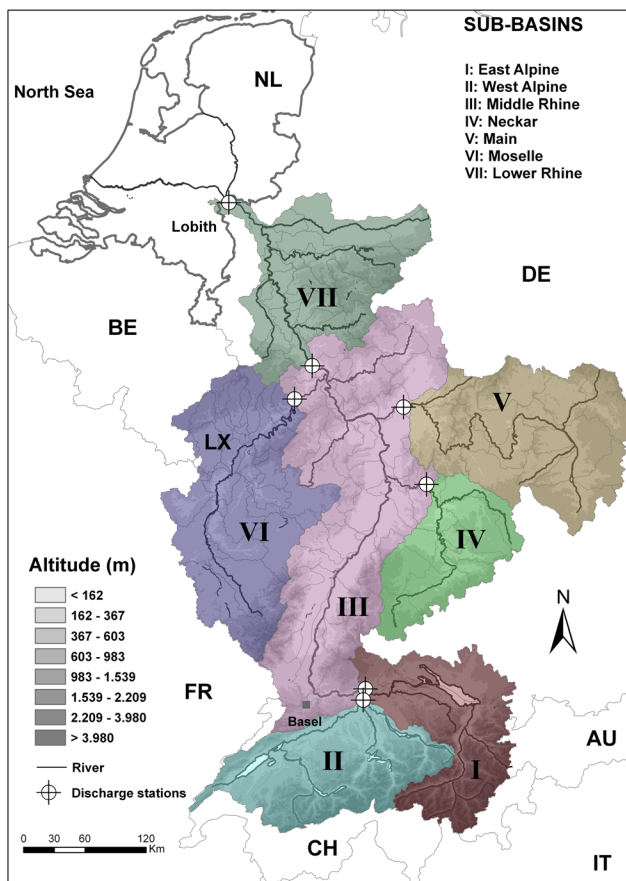 SUB-BASINS
I: East Alpine
II: West Alpine
III: Middle Rhine
IV: Neckar
V: Main
VI: Moselle
VII: Lower Rhine
North Sea
NL
Lobith
DE
VII
BE
V
LX
VI
IV
III
Altitude (m)
< 162
162 - 367
367 - 603
603 - 983
983 - 1.539
1.539 - 2.209
2.209 - 3.980
> 3.980
River
Discharge stations
0 30 60 120
Km
N
FR
Basel
AU
II
I
CH
IT